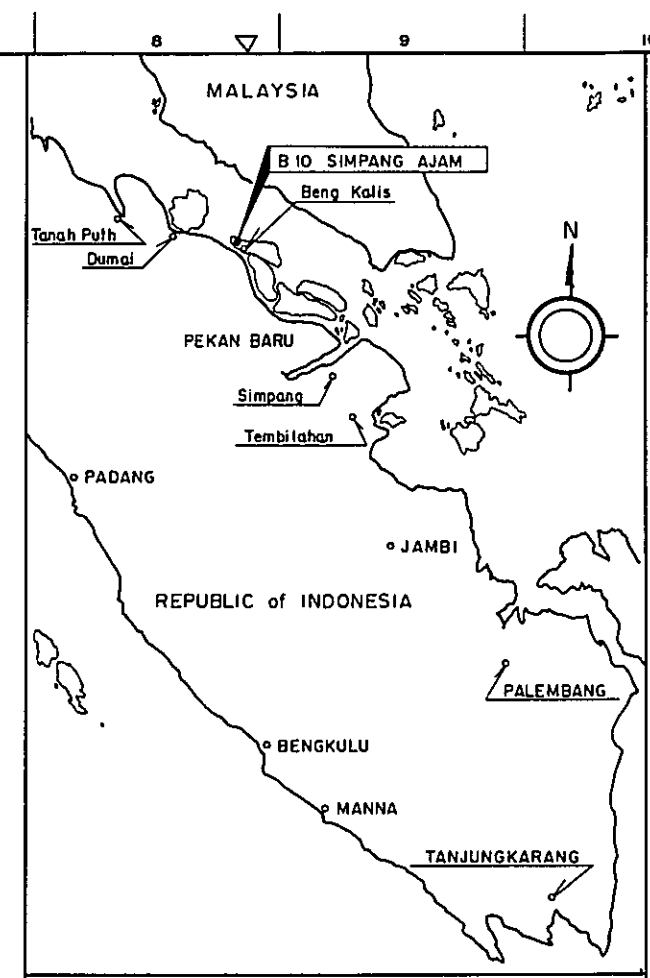 8
9
MALAYSIA
B 10 SIMPANG AJAM
Beng Kalis
N
Tanah Puth
Dumai
PEKAN BARU
Simpang
Tembilahan
PADANG
JAMBI
REPUBLIC of INDONESIA
PALEMBANG
BENGKULU
MANNA
TANJUNGKARANG